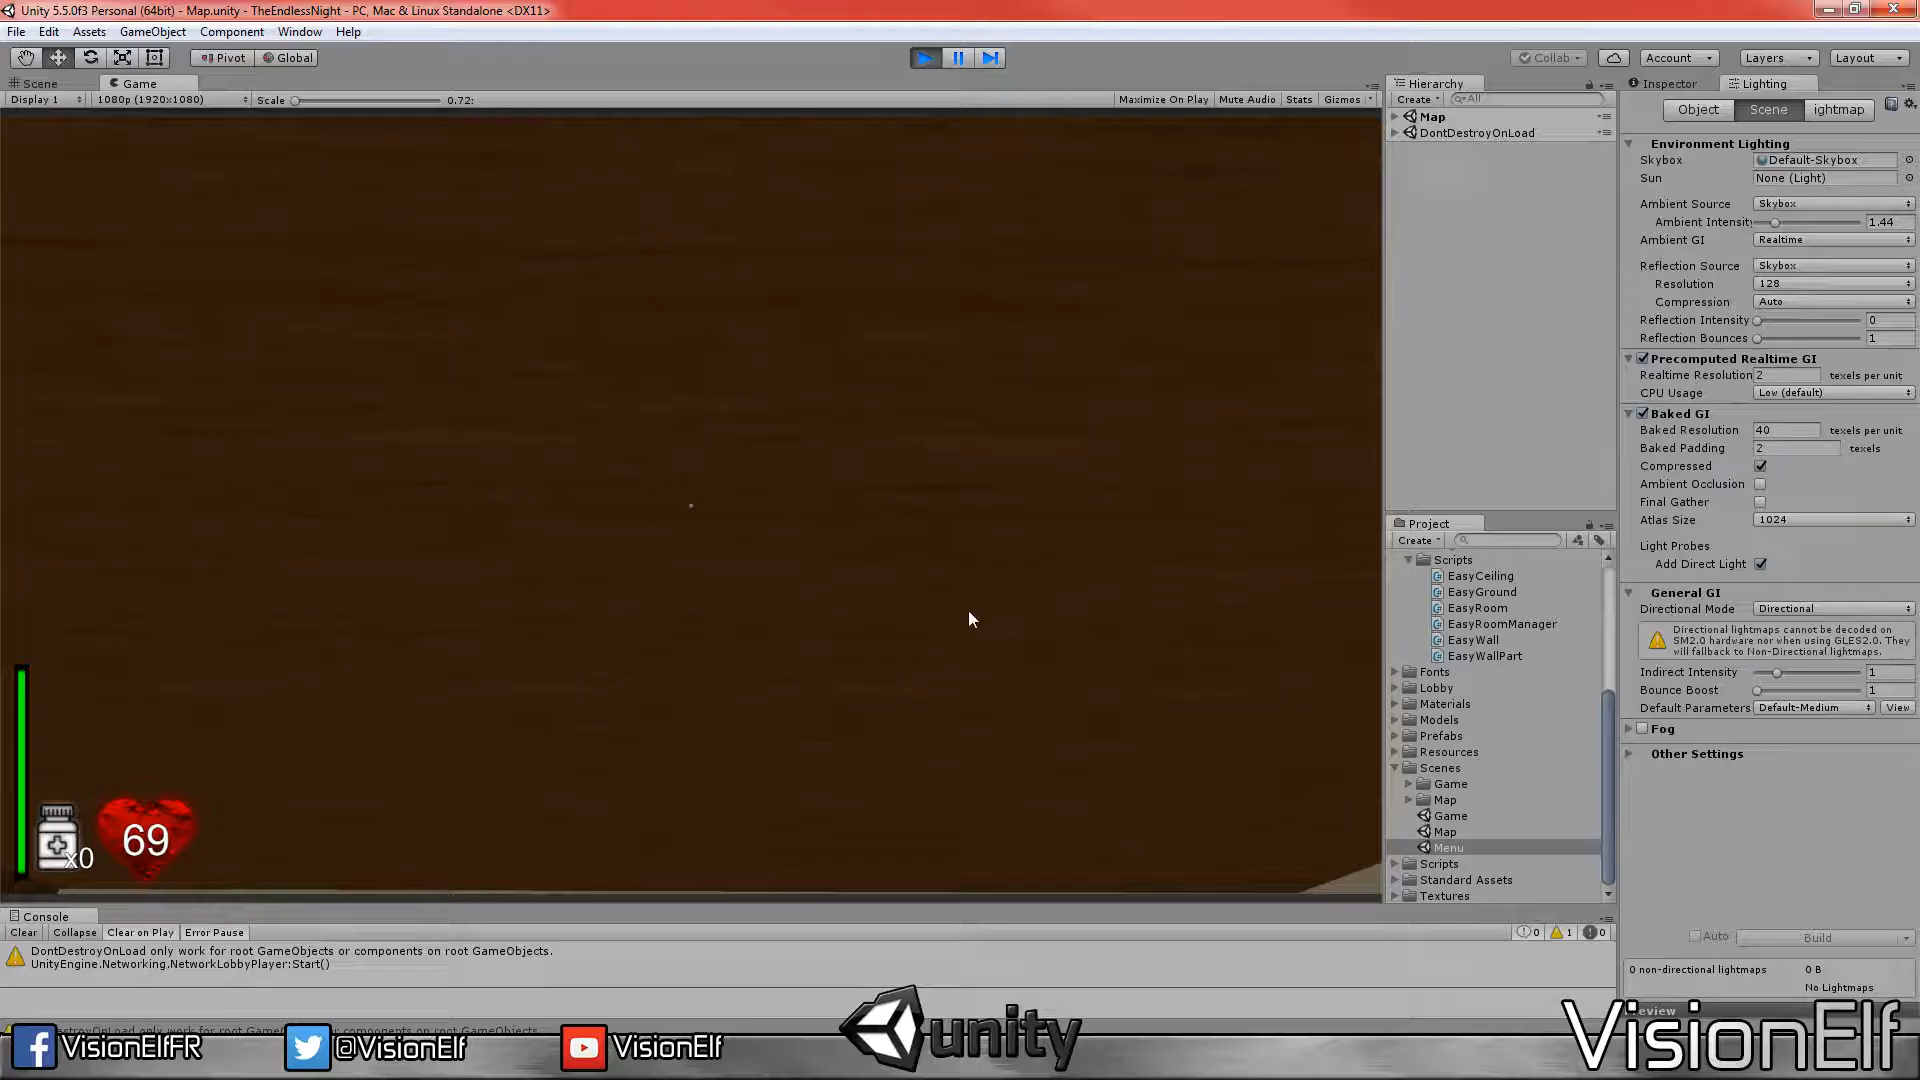 Unity 5.5.0f3 Personal (64bit) - Map.unity - TheEndlessNight - PC, Mac & Linux Standalone <DX11>
File Edit Assets GameObject Component Window Help
Pivot Global Collab Account Layers Layout
Scene Game
Display 1 1080p (1920x1080) Scale 0.72: Maximize On Play Mute Audio Stats Gizmos
69
x0
Hierarchy
Create All
Map
DontDestroyOnLoad
Project
Create
Scripts
EasyCeiling
EasyGround
EasyRoom
EasyRoomManager
EasyWall
EasyWallPart
Fonts
Lobby
Materials
Models
Prefabs
Resources
Scenes
Game
Map
Game
Map
Menu
Scripts
Standard Assets
Textures
Inspector Lighting
Object Scene ightmap
Environment Lighting
Skybox Default-Skybox
Sun None (Light)
Ambient Source Skybox
Ambient Intensity 1.44
Ambient GI Realtime
Reflection Source Skybox
Resolution 128
Compression Auto
Reflection Intensity 0
Reflection Bounces 1
Precomputed Realtime GI
Realtime Resolution 2 texels per unit
CPU Usage Low (default)
Baked GI
Baked Resolution 40 texels per unit
Baked Padding 2 texels
Compressed
Ambient Occlusion
Final Gather
Atlas Size 1024
Light Probes
Add Direct Light
General GI
Directional Mode Directional
Directional lightmaps cannot be decoded on
SM2.0 hardware nor when using GLES2.0. They
will fallback to Non-Directional lightmaps.
Indirect Intensity 1
Bounce Boost 1
Default Parameters Default-Medium View
Fog
Other Settings
Auto Build
0 non-directional lightmaps 0 B
No Lightmaps
Preview
Console
Clear Collapse Clear on Play Error Pause 0 1 0
DontDestroyOnLoad only work for root GameObjects or components on root GameObjects.
UnityEngine.Networking.NetworkLobbyPlayer:Start()
VisionElfFR @VisionElf VisionElf unity VisionElf